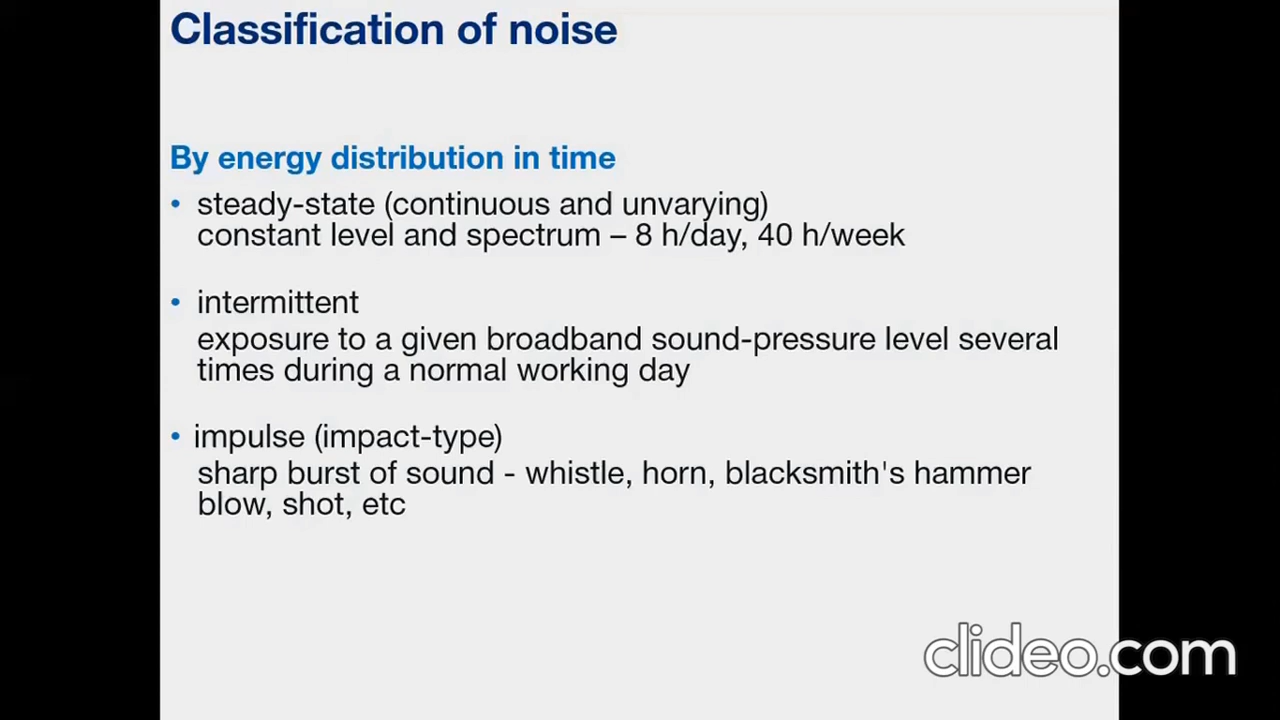 Classification of noise
By energy distribution in time
• steady-state (continuous and unvarying)
constant level and spectrum – 8 h/day, 40 h/week
• intermittent
exposure to a given broadband sound-pressure level several
times during a normal working day
• impulse (impact-type)
sharp burst of sound - whistle, horn, blacksmith's hammer
blow, shot, etc
clideo.com